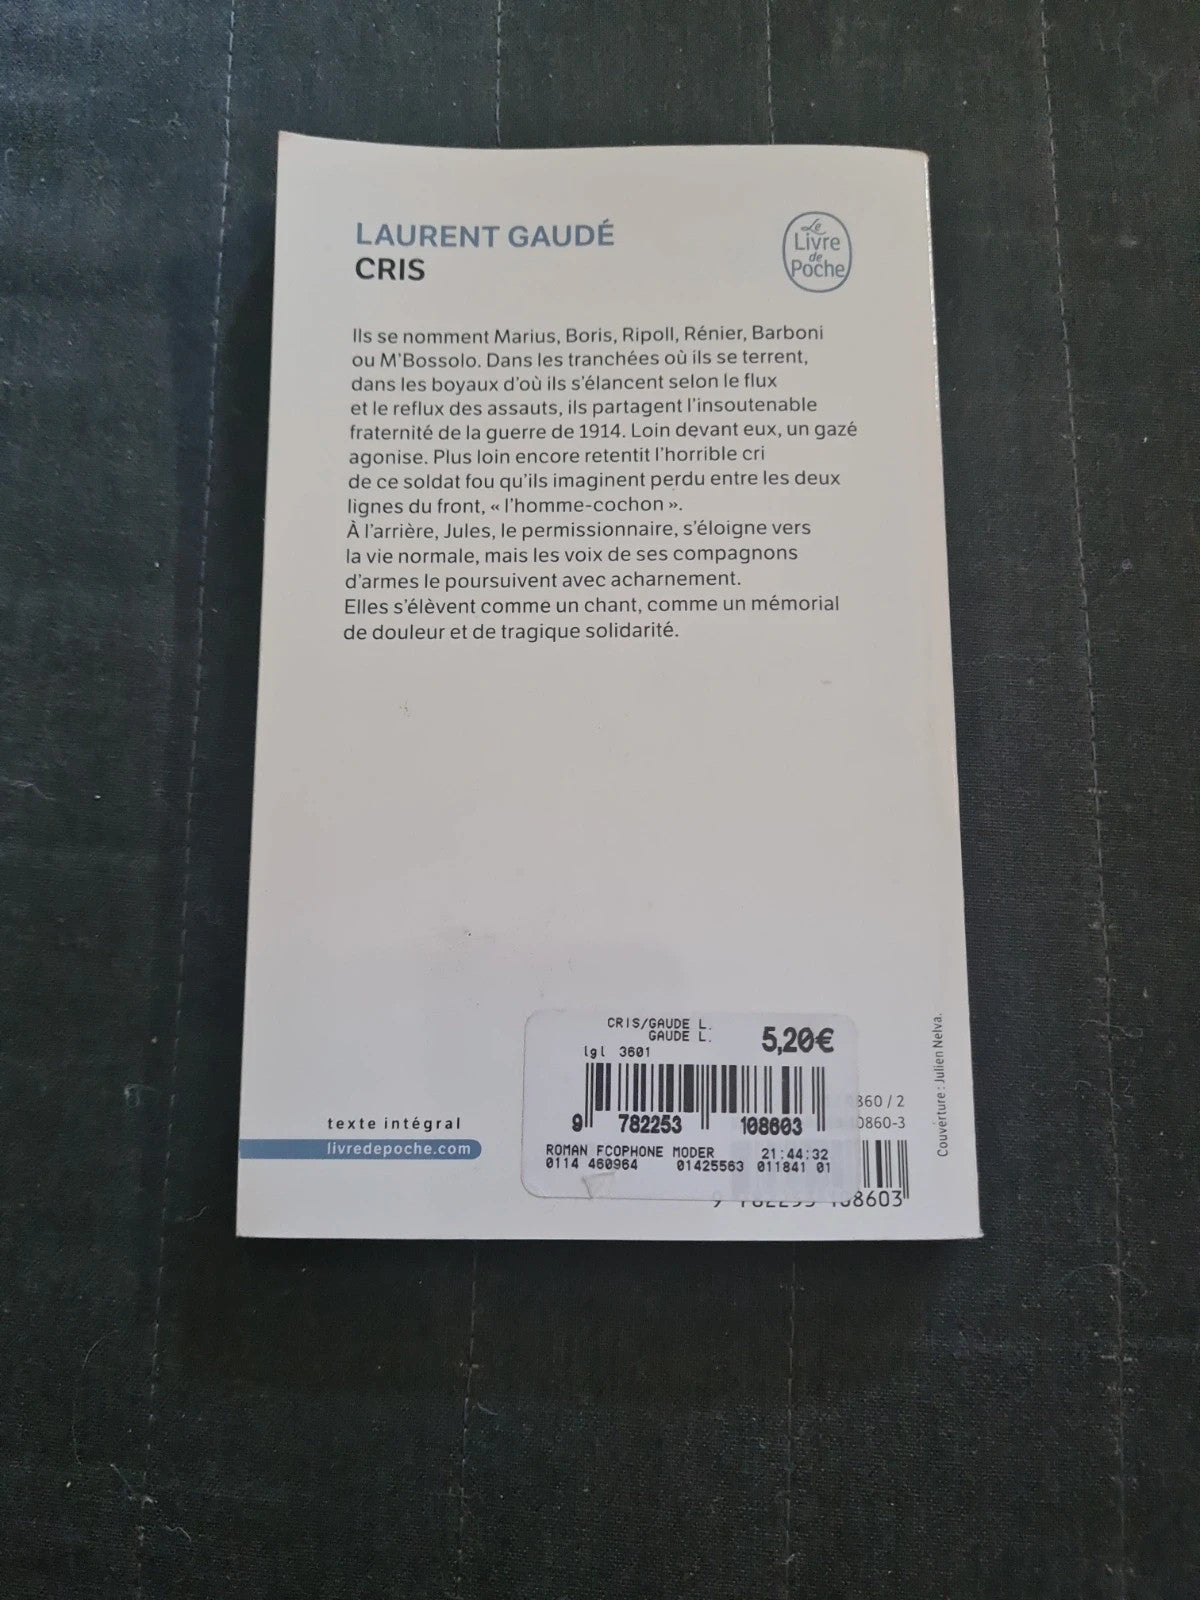 LAURENT GAUDÉ
CRIS
Le
Livre
de
Poche
Ils se nomment Marius, Boris, Ripoll, Rénier, Barboni
ou M'Bossolo. Dans les tranchées où ils se terrent,
dans les boyaux d'où ils s'élancent selon le flux
et le reflux des assauts, ils partagent l'insoutenable
fraternité de la guerre de 1914. Loin devant eux, un gazé
agonise. Plus loin encore retentit l'horrible cri
de ce soldat fou qu'ils imaginent perdu entre les deux
lignes du front, « l'homme-cochon ».
À l'arrière, Jules, le permissionnaire, s'éloigne vers
la vie normale, mais les voix de ses compagnons
d'armes le poursuivent avec acharnement.
Elles s'élèvent comme un chant, comme un mémorial
de douleur et de tragique solidarité.
CRIS/GAUDE L.
GAUDE L.
5,20€
lgl 3601
9 782253 108603
ROMAN FCOPHONE MODER 21:44:32
0114 460964 01425563 011841 01
360 / 2
0860-3
8603
texte intégral
livredepoche.com
Couverture : Julien Nelva.